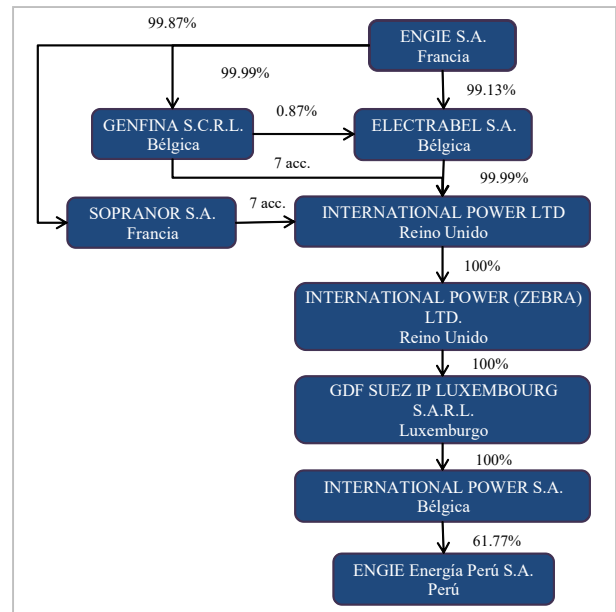 99.87%
ENGIE S.A.
Francia
99.99%
99.13%
GENFINA S.C.R.L.
Bélgica
0.87%
ELECTRABEL S.A.
Bélgica
7 acc.
99.99%
SOPRANOR S.A.
Francia
7 acc.
INTERNATIONAL POWER LTD
Reino Unido
100%
INTERNATIONAL POWER (ZEBRA)
LTD.
Reino Unido
100%
GDF SUEZ IP LUXEMBOURG
S.A.R.L.
Luxemburgo
100%
INTERNATIONAL POWER S.A.
Bélgica
61.77%
ENGIE Energía Perú S.A.
Perú